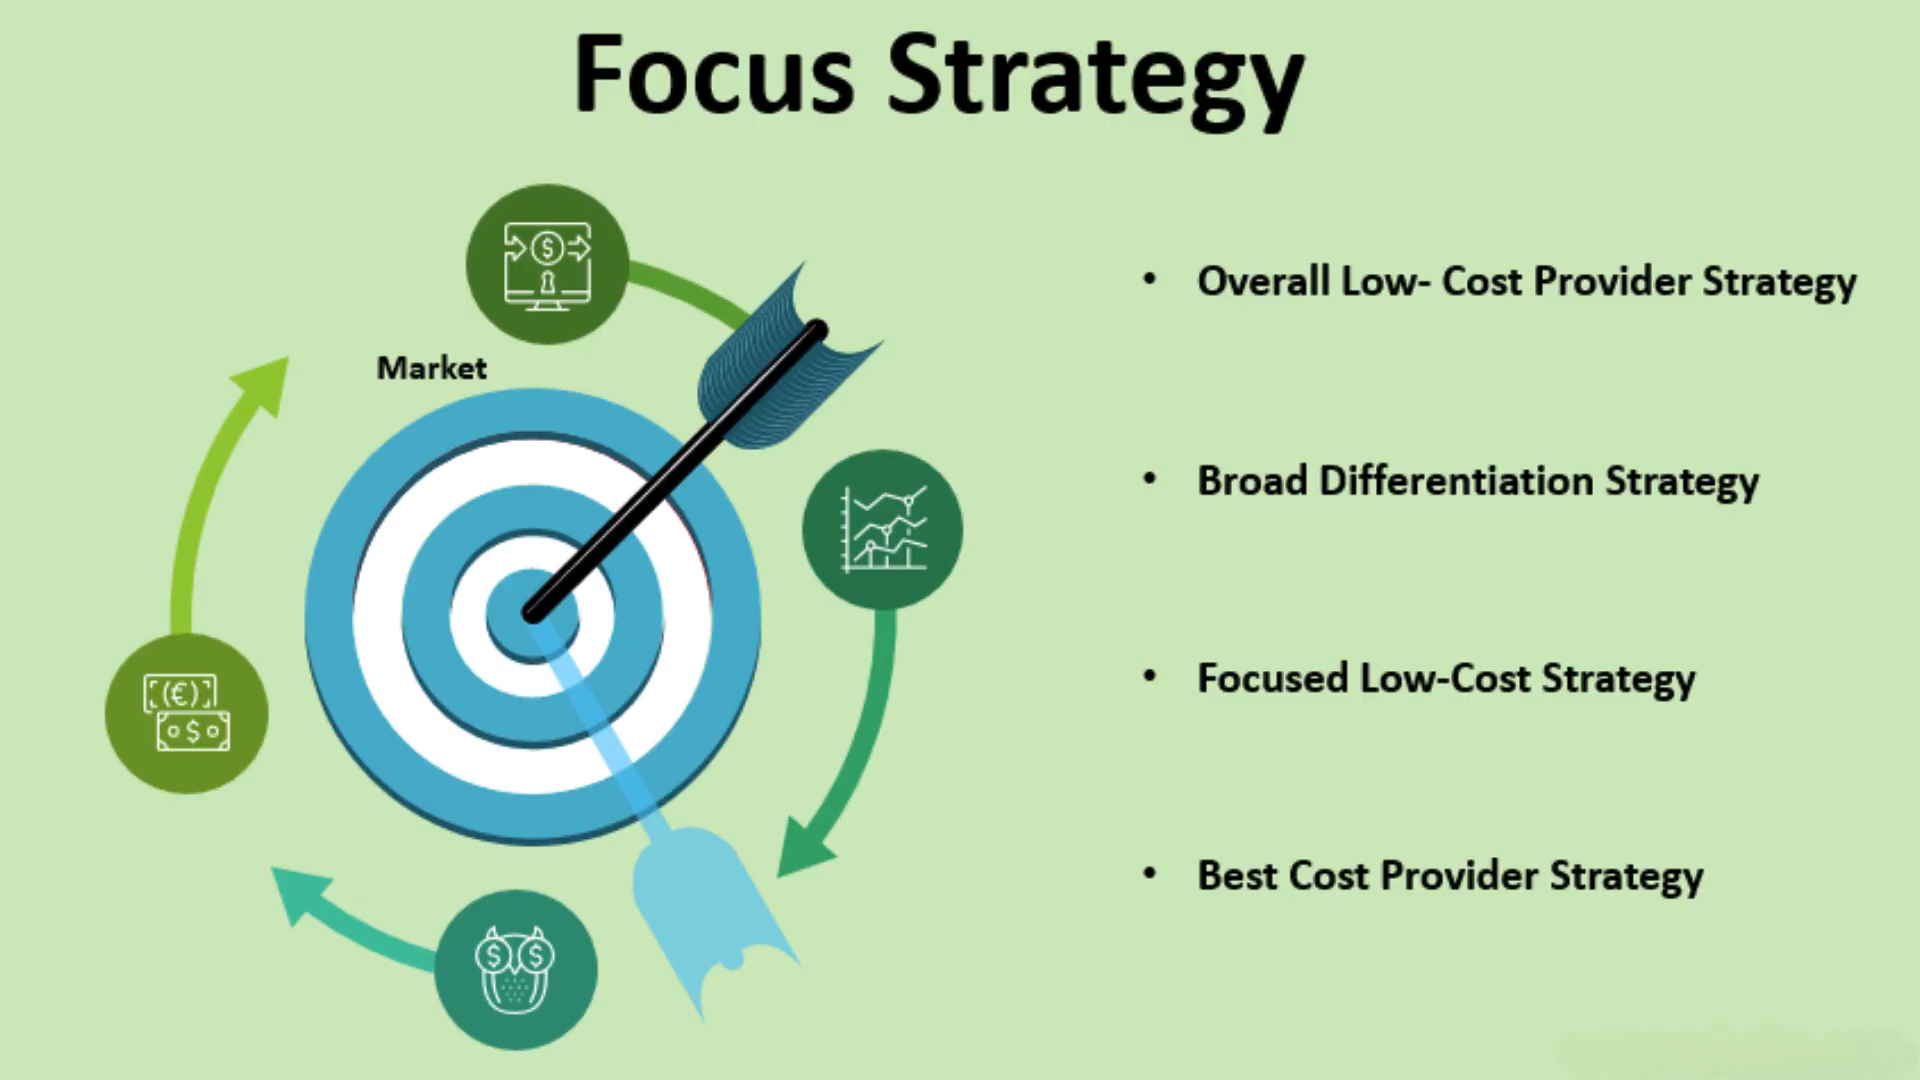 Focus Strategy
Market
• Overall Low- Cost Provider Strategy
• Broad Differentiation Strategy
• Focused Low-Cost Strategy
• Best Cost Provider Strategy
$
(€)
$
$ $